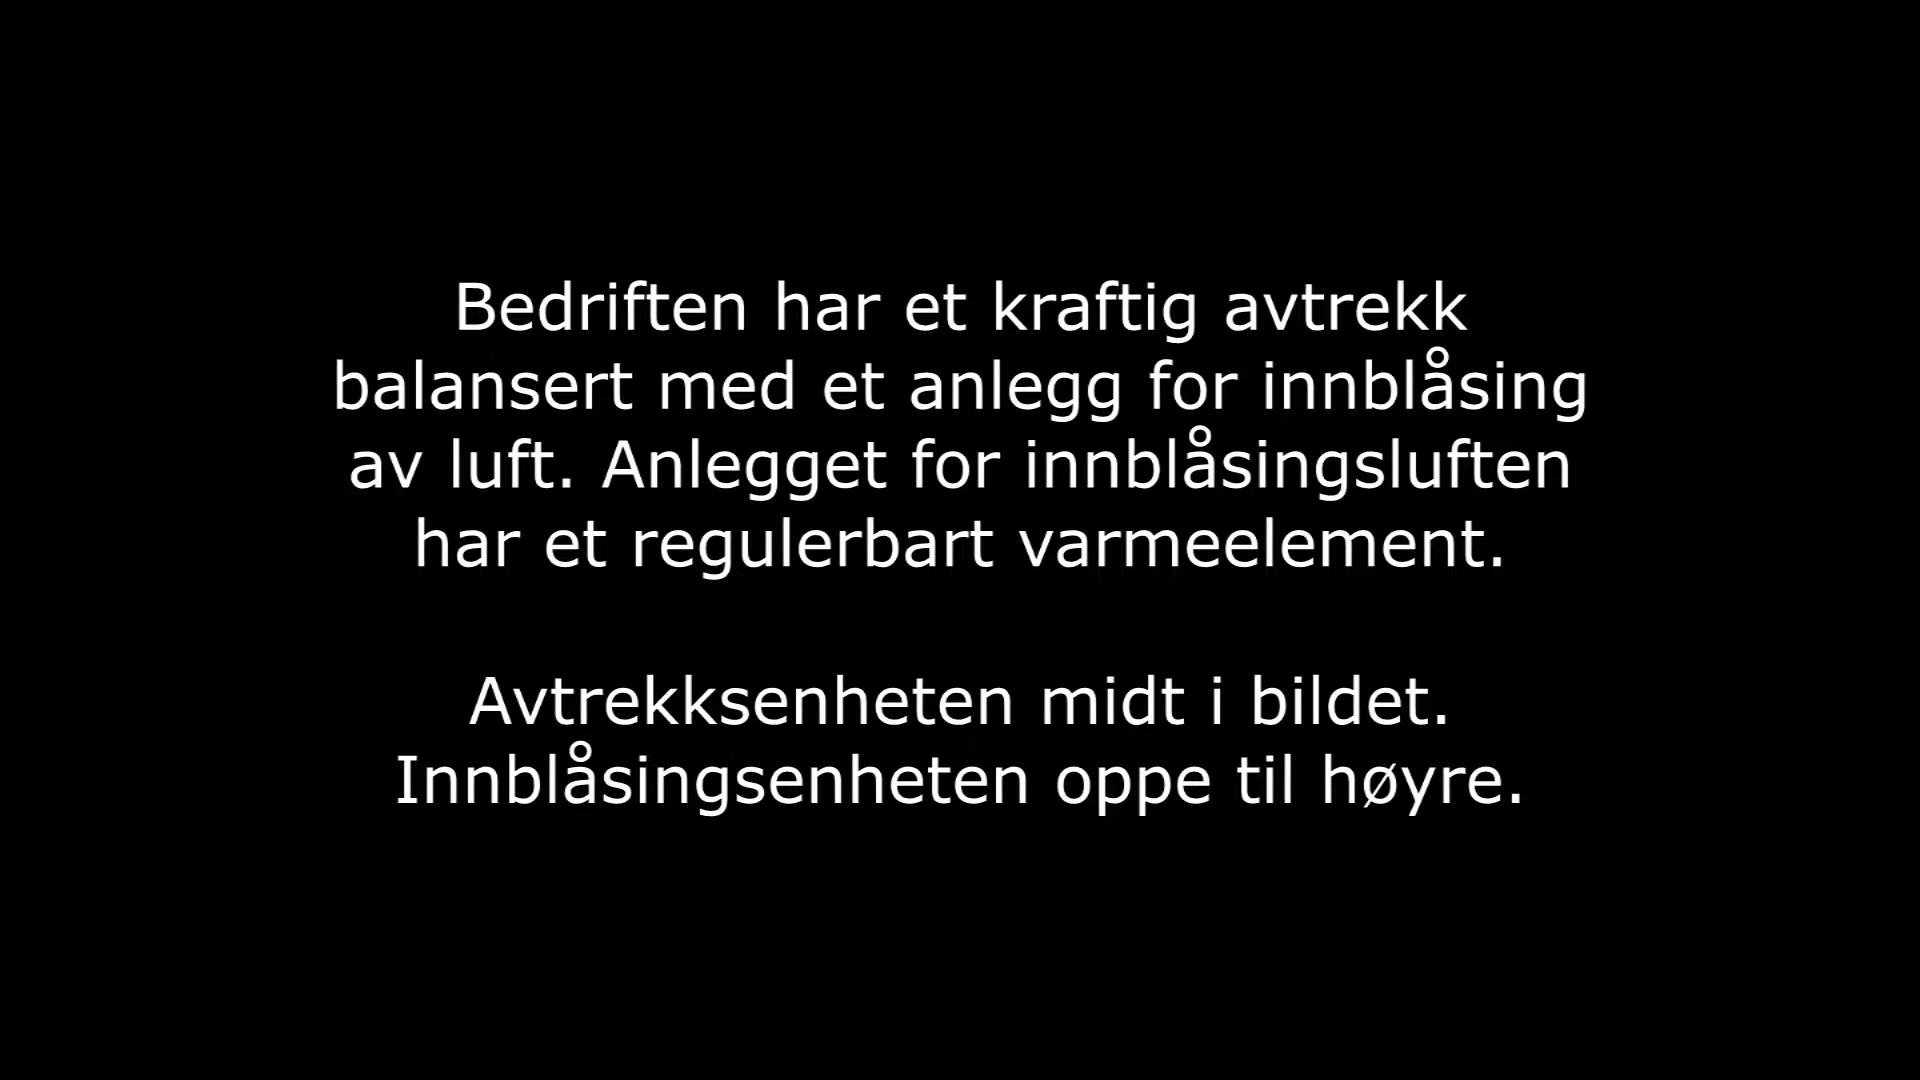 Bedriften har et kraftig avtrekk
balansert med et anlegg for innblåsing
av luft. Anlegget for innblåsingsluften
har et regulerbart varmeelement.
Avtrekksenheten midt i bildet.
Innblåsingsenheten oppe til høyre.